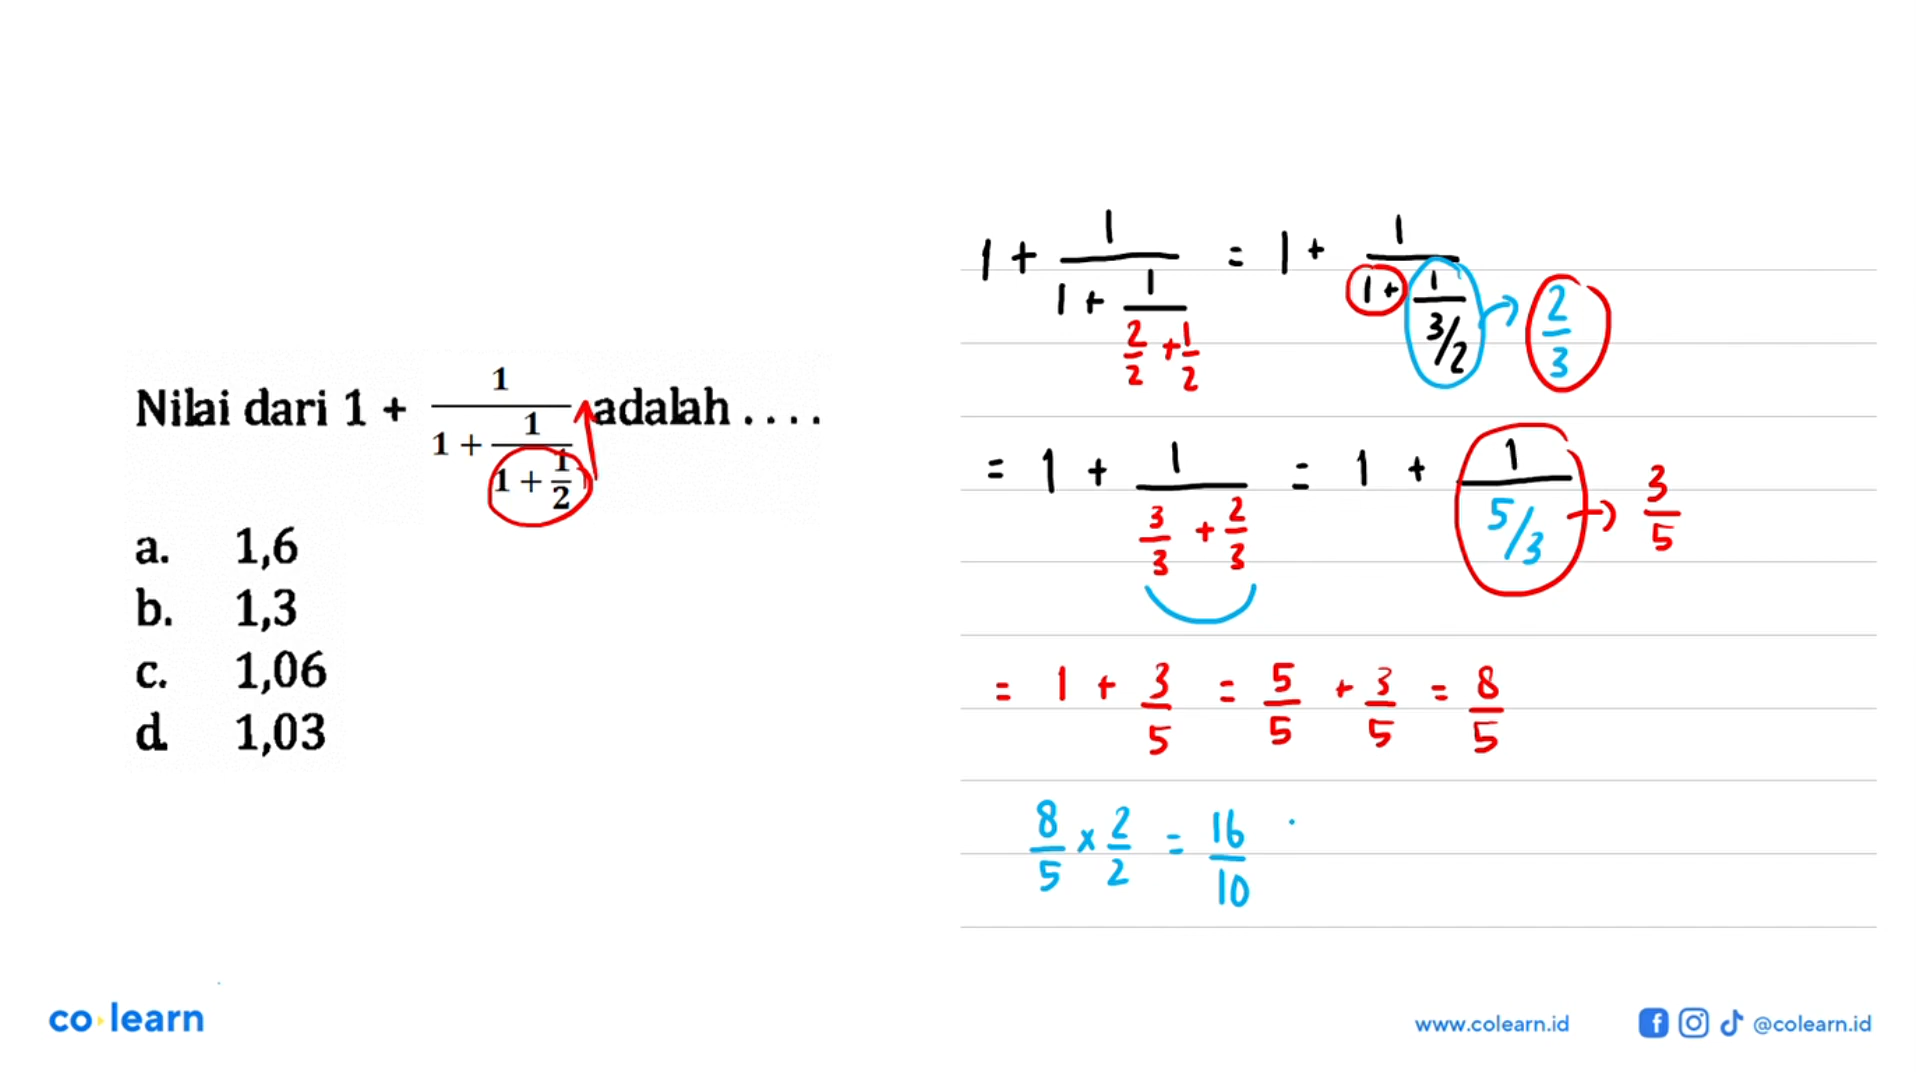 Nilai dari 1 + 1/(1 + 1/(1 + 1/2)) adalah . . . .
a. 1,6
b. 1,3
c. 1,06
d. 1,03
1 + 1/(1 + 1/(2/2 + 1/2)) = 1 + 1/(1 + 1/(3/2)) → 2/3
= 1 + 1/(3/3 + 2/3) = 1 + 1/(5/3) → 3/5
= 1 + 3/5 = 5/5 + 3/5 = 8/5
8/5 × 2/2 = 16/10
co learn
www.colearn.id
@colearn.id